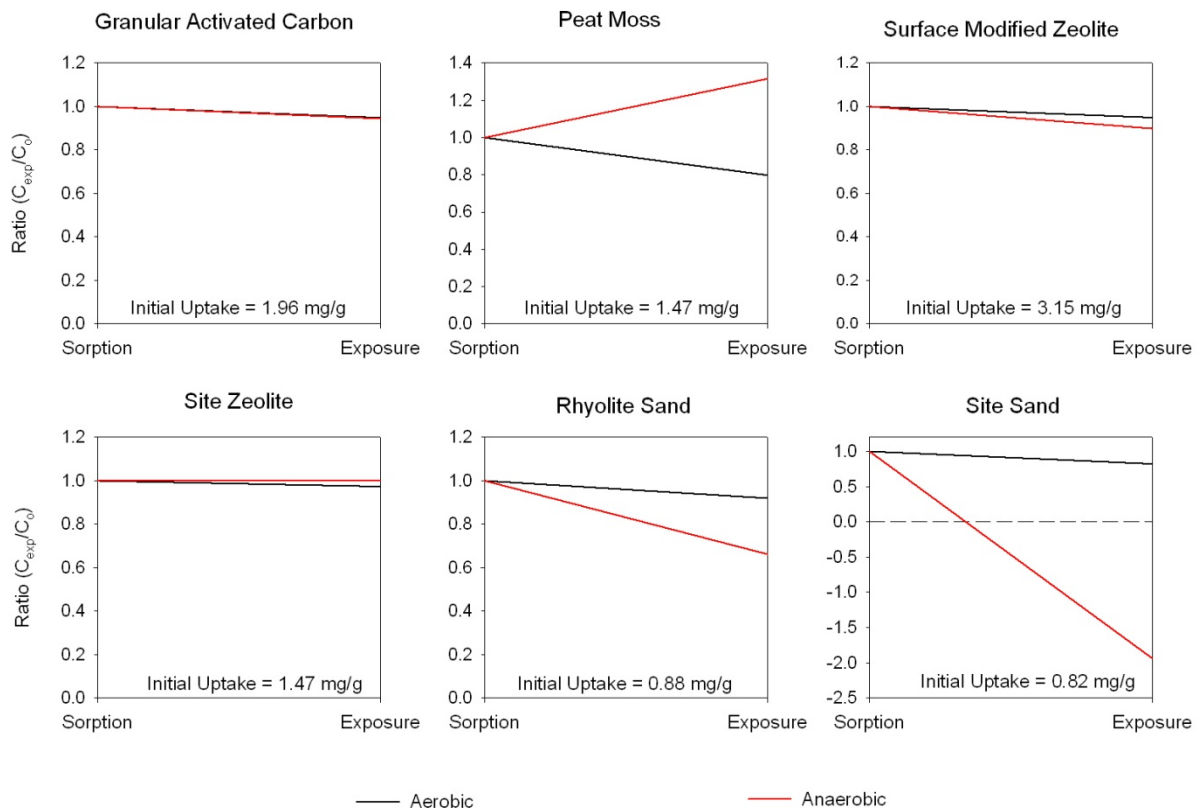 Granular Activated Carbon
Peat Moss
Surface Modified Zeolite
Ratio (Cexp/Co)
1.2
1.0
0.8
0.6
0.4
0.2
0.0
Initial Uptake = 1.96 mg/g
Sorption
Exposure
1.4
1.2
1.0
0.8
0.6
0.4
0.2
0.0
Initial Uptake = 1.47 mg/g
Sorption
Exposure
1.2
1.0
0.8
0.6
0.4
0.2
0.0
Initial Uptake = 3.15 mg/g
Sorption
Exposure
Site Zeolite
Rhyolite Sand
Site Sand
Ratio (Cexp/Co)
1.2
1.0
0.8
0.6
0.4
0.2
0.0
Initial Uptake = 1.47 mg/g
Sorption
Exposure
1.2
1.0
0.8
0.6
0.4
0.2
0.0
Initial Uptake = 0.88 mg/g
Sorption
Exposure
1.0
0.5
0.0
-0.5
-1.0
-1.5
-2.0
-2.5
Initial Uptake = 0.82 mg/g
Sorption
Exposure
Aerobic
Anaerobic